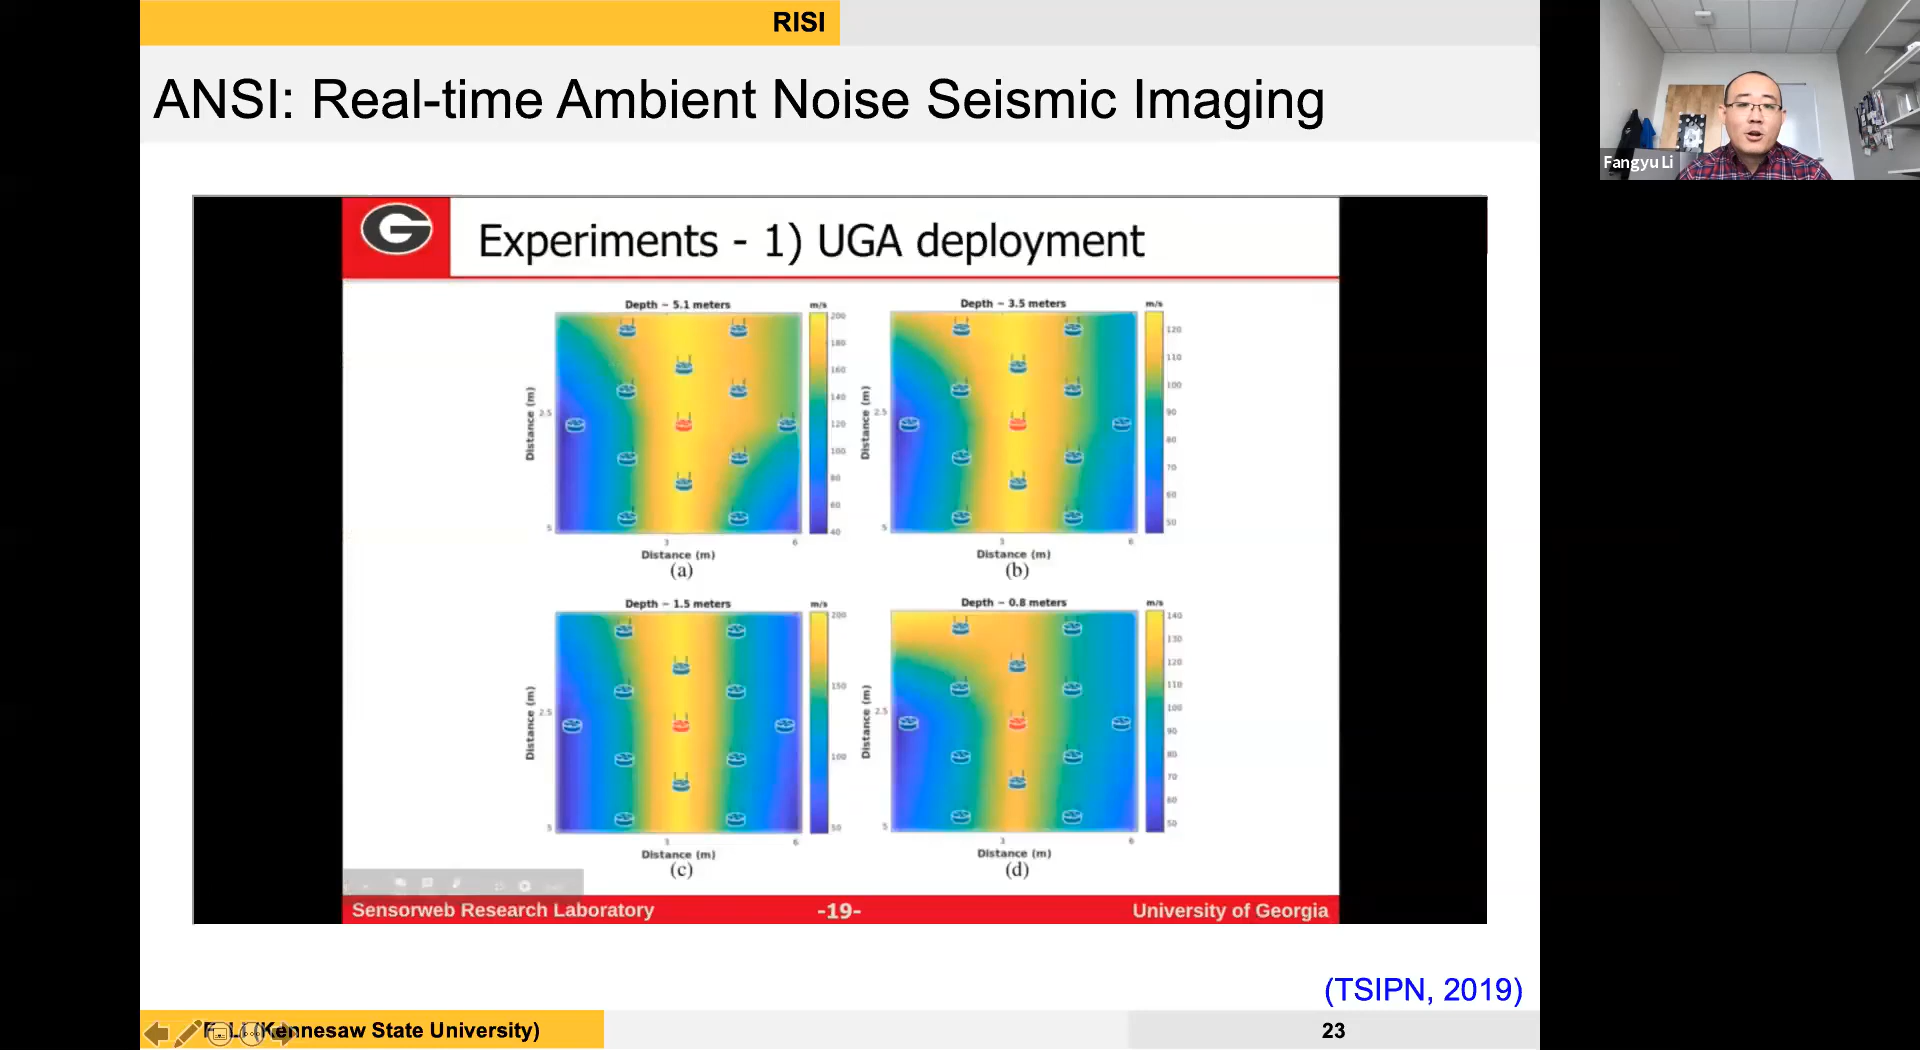 RISI
ANSI: Real-time Ambient Noise Seismic Imaging
Fangyu Li
G
Experiments - 1) UGA deployment
Depth ~ 5.1 meters
m/s
200
180
160
140
120
100
80
60
40
Distance (m)
2.5
5
3
6
Distance (m)
(a)
Depth ~ 3.5 meters
m/s
120
110
100
90
80
70
60
50
Distance (m)
2.5
5
3
6
Distance (m)
(b)
Depth ~ 1.5 meters
m/s
200
150
100
50
Distance (m)
2.5
5
3
6
Distance (m)
(c)
Depth ~ 0.8 meters
m/s
140
130
120
110
100
90
80
70
60
50
Distance (m)
2.5
5
3
6
Distance (m)
(d)
Sensorweb Research Laboratory
-19-
University of Georgia
(TSIPN, 2019)
(Kennesaw State University)
23